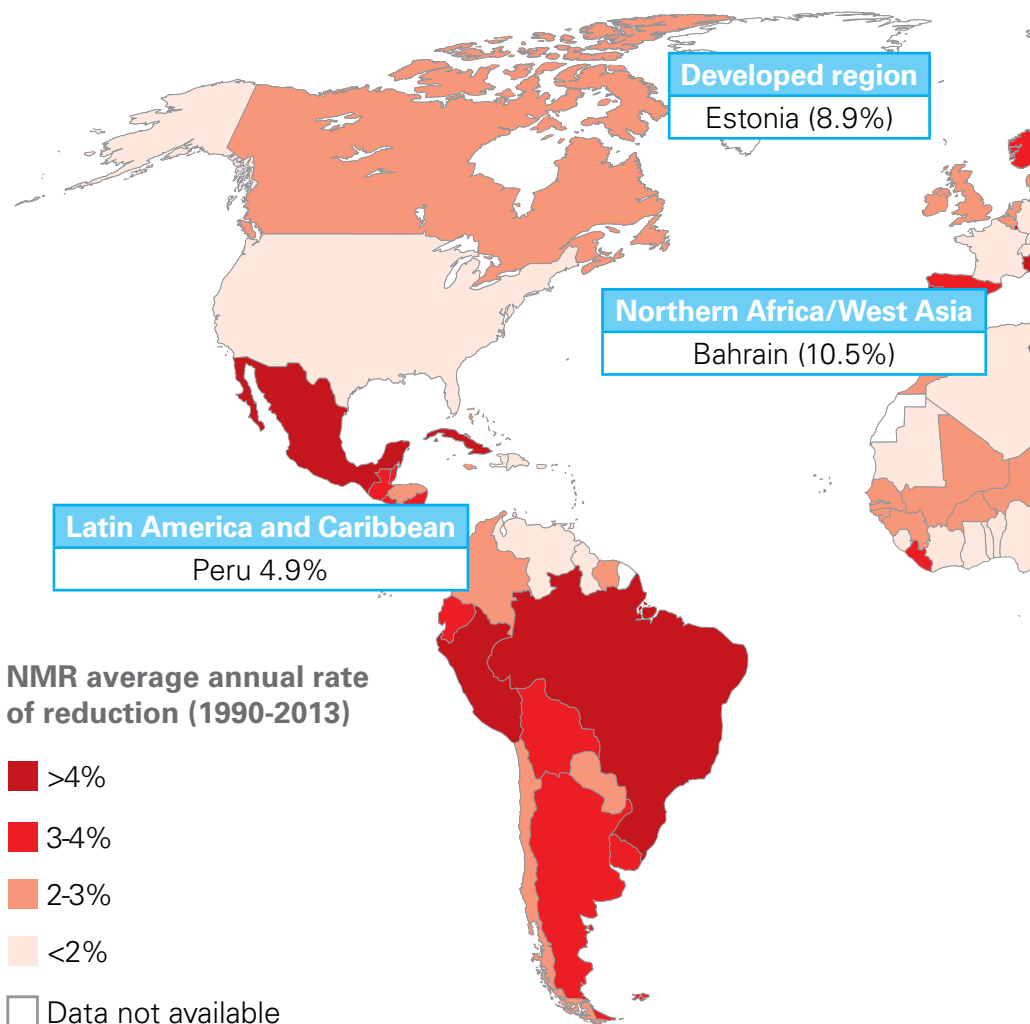 Developed region
Estonia (8.9%)
Northern Africa/West Asia
Bahrain (10.5%)
Latin America and Caribbean
Peru 4.9%
NMR average annual rate
of reduction (1990-2013)
>4%
3-4%
2-3%
<2%
Data not available